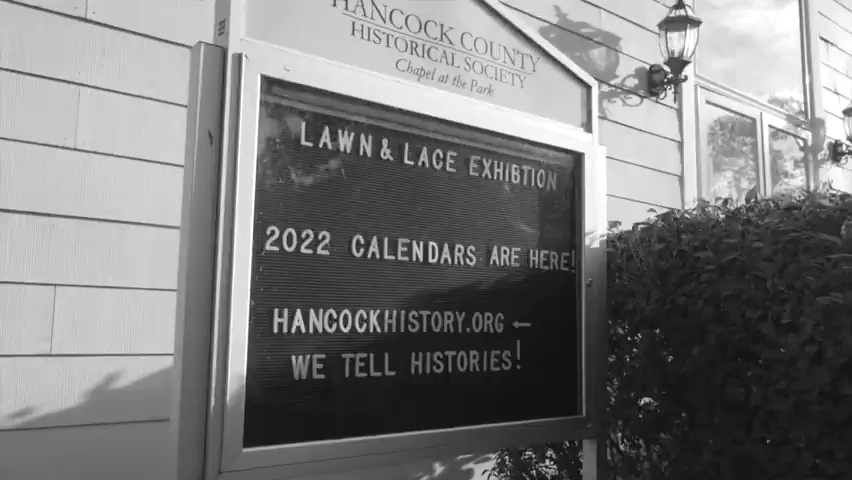 HANCOCK COUNTY
HISTORICAL SOCIETY
Chapel at the Park
LAWN & LACE EXHIBTION
2022 CALENDARS ARE HERE!
HANCOCKHISTORY.ORG ←
WE TELL HISTORIES!